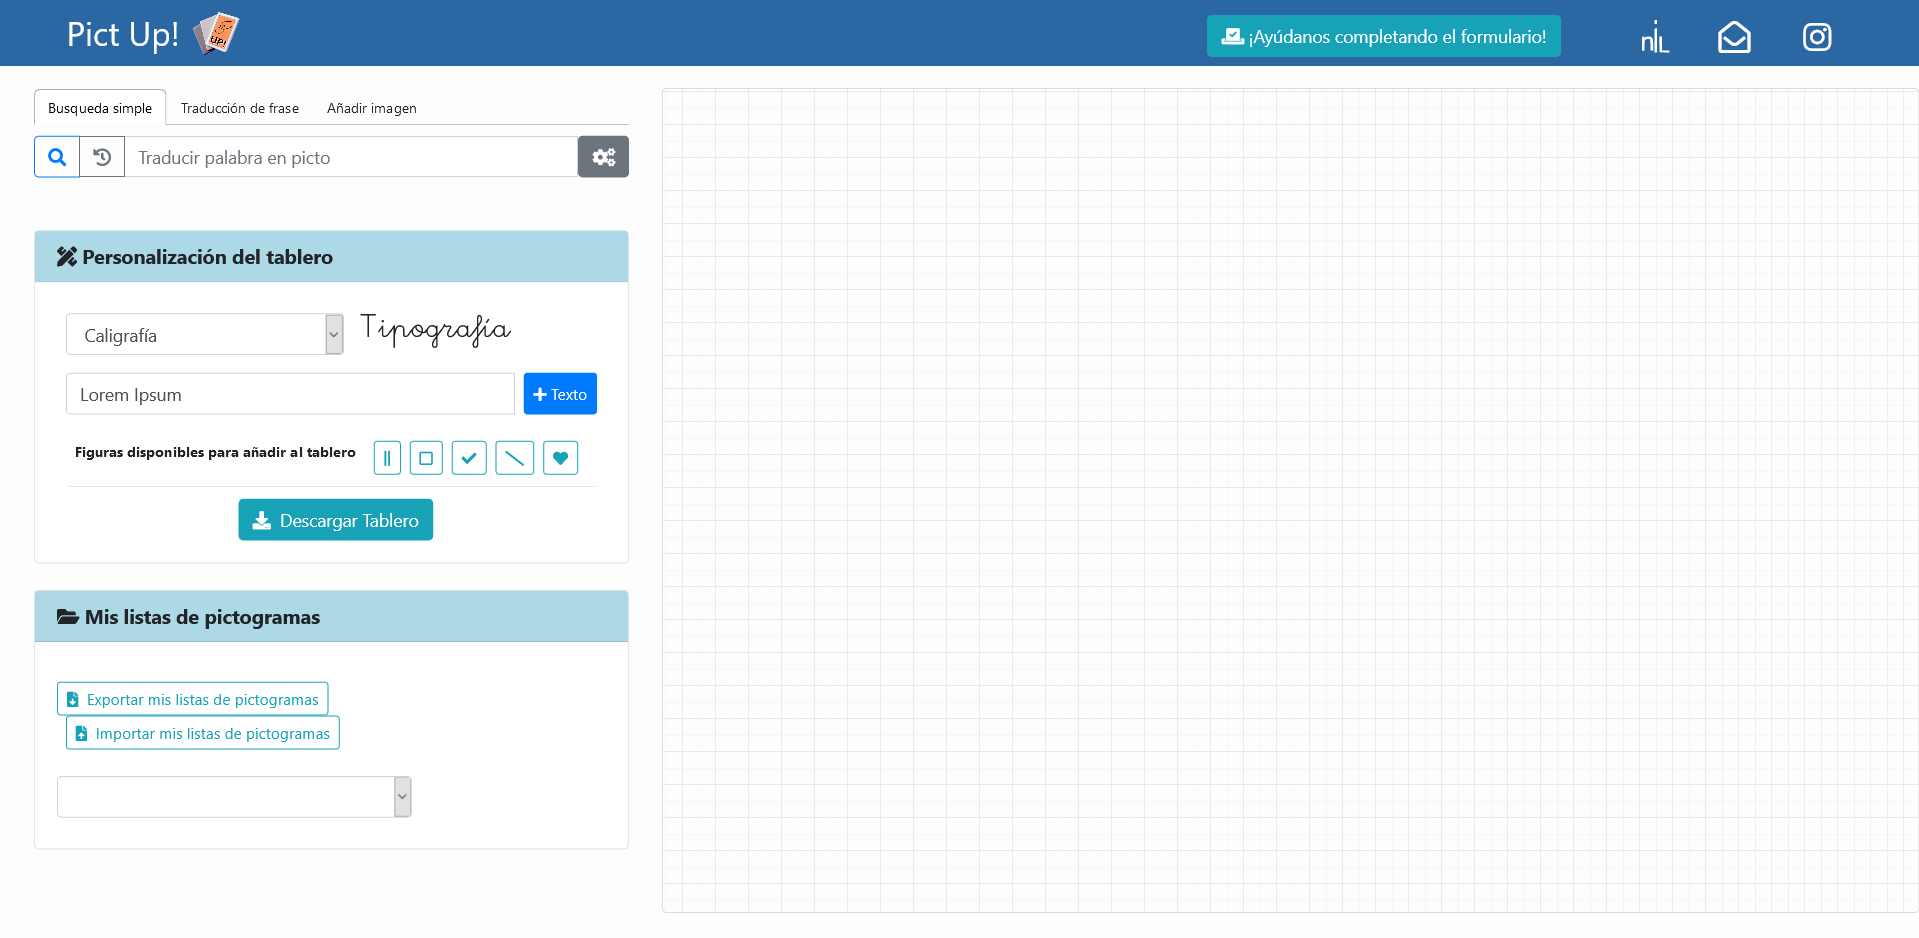 Pict Up!
UP!
¡Ayúdanos completando el formulario!
nil
Busqueda simple
Traducción de frase
Añadir imagen
Traducir palabra en picto
Personalización del tablero
Caligrafía
Tipografía
Lorem Ipsum
Texto
Figuras disponibles para añadir al tablero
Descargar Tablero
Mis listas de pictogramas
Exportar mis listas de pictogramas
Importar mis listas de pictogramas